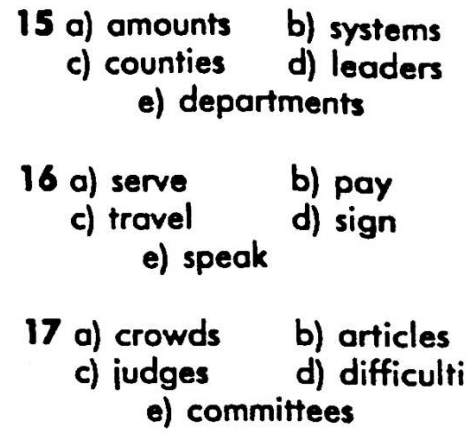 15 a) amounts b) systems
c) counties d) leaders
e) departments
16 a) serve b) pay
c) travel d) sign
e) speak
17 a) crowds b) articles
c) judges d) difficulti
e) committees